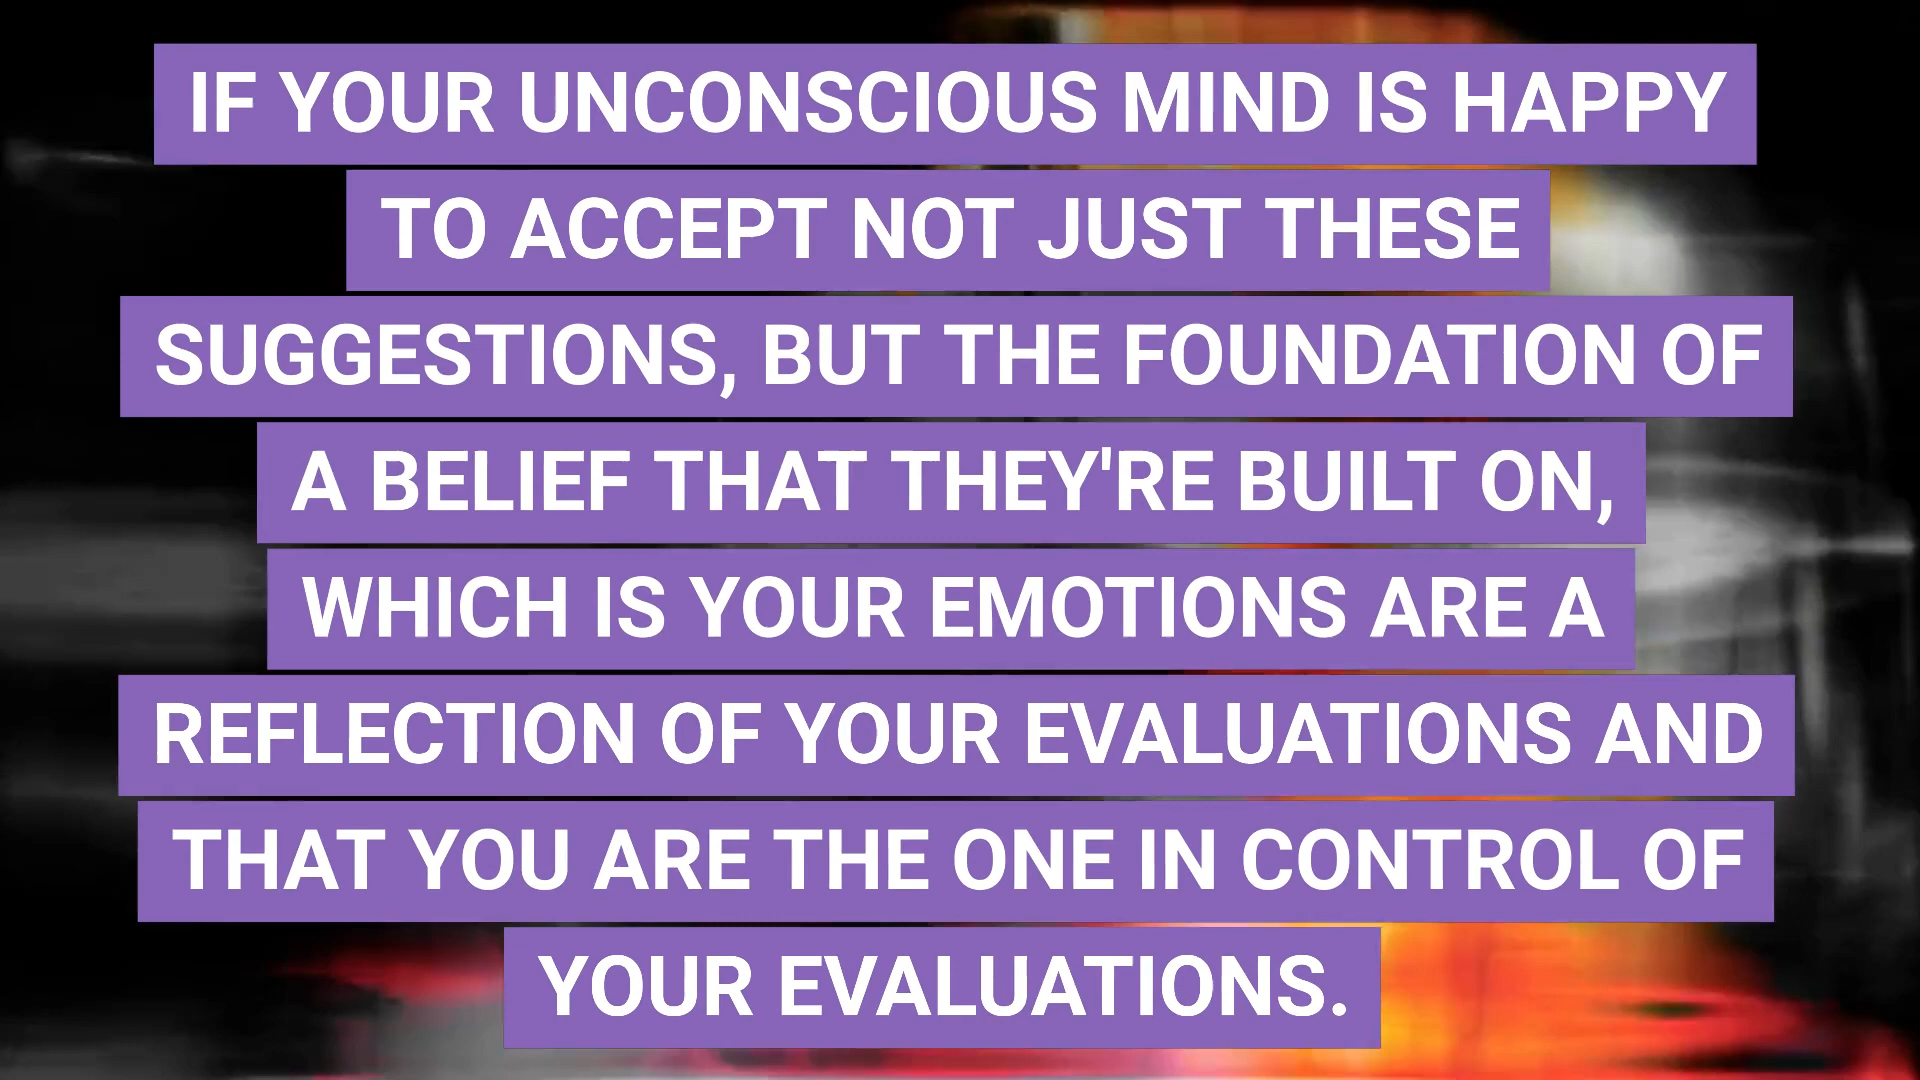 IF YOUR UNCONSCIOUS MIND IS HAPPY
TO ACCEPT NOT JUST THESE
SUGGESTIONS, BUT THE FOUNDATION OF
A BELIEF THAT THEY'RE BUILT ON,
WHICH IS YOUR EMOTIONS ARE A
REFLECTION OF YOUR EVALUATIONS AND
THAT YOU ARE THE ONE IN CONTROL OF
YOUR EVALUATIONS.